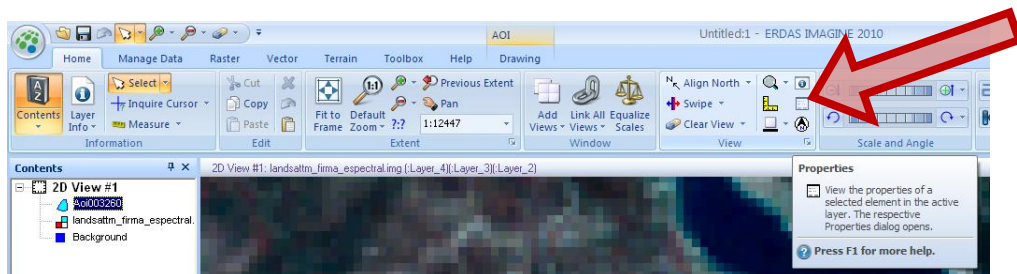 AOI
Untitled:1 - ERDAS IMAGINE 2010
Home Manage Data Raster Vector Terrain Toolbox Help Drawing
Contents
Layer Info
Select
Inquire Cursor
Measure
Information
Cut
Copy
Paste
Edit
Fit to Frame
1:1
Default Zoom
?:?
Previous Extent
Pan
1:12447
Extent
Add Views
Link All Views
Equalize Scales
Window
Align North
Swipe
Clear View
View
Scale and Angle
Contents
2D View #1
Aoi003260
landsattm_firma_espectral.
Background
2D View #1: landsattm_firma_espectral.img (:Layer_4)(:Layer_3)(:Layer_2)
Properties
View the properties of a
selected element in the active
layer. The respective
Properties dialog opens.
Press F1 for more help.